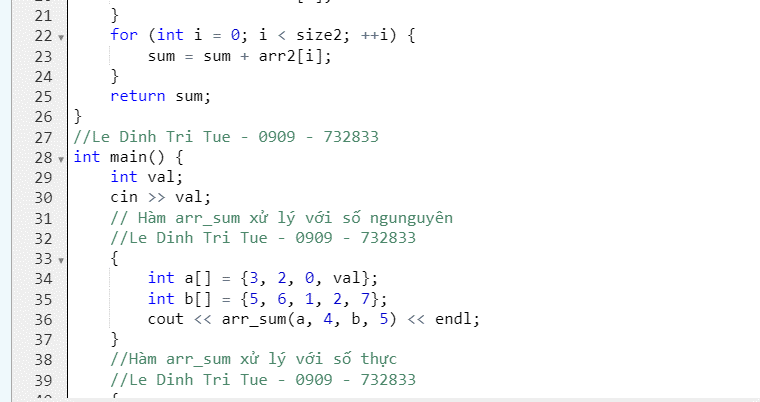 21 }
22 for (int i = 0; i < size2; ++i) {
23 sum = sum + arr2[i];
24 }
25 return sum;
26 }
27 //Le Dinh Tri Tue - 0909 - 732833
28 int main() {
29 int val;
30 cin >> val;
31 // Hàm arr_sum xử lý với số ngunguyên
32 //Le Dinh Tri Tue - 0909 - 732833
33 {
34 int a[] = {3, 2, 0, val};
35 int b[] = {5, 6, 1, 2, 7};
36 cout << arr_sum(a, 4, b, 5) << endl;
37 }
38 //Hàm arr_sum xử lý với số thực
39 //Le Dinh Tri Tue - 0909 - 732833